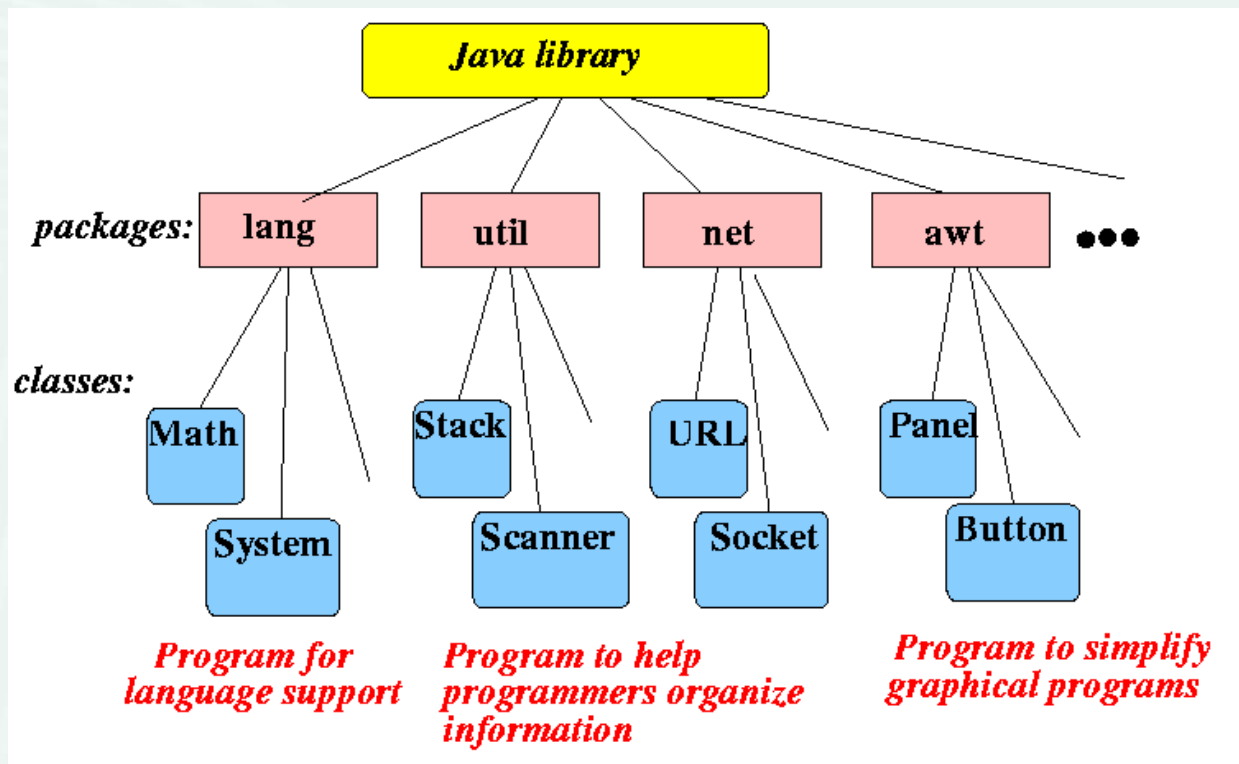 Java library
packages:
lang
util
net
awt
classes:
Math
Stack
URL
Panel
System
Scanner
Socket
Button
Program for
language support
Program to help
programmers organize
information
Program to simplify
graphical programs